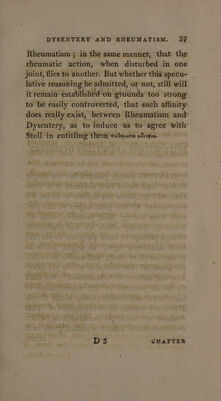 DYSENTERY AND RHEUMATISM. 37
Rheumatism; in the same manner, that the
rheumatic action, when disturbed in one
joint, flies to another. But whether this specu-
lative reasoning be admitted, or not, still will
it remain established on grounds too strong
to be easily controverted, that such affinity
does really exist, between Rheumatism and
Dysentery, as to induce us to agree with
Stoll in entitling them
D 3 CHAPTER